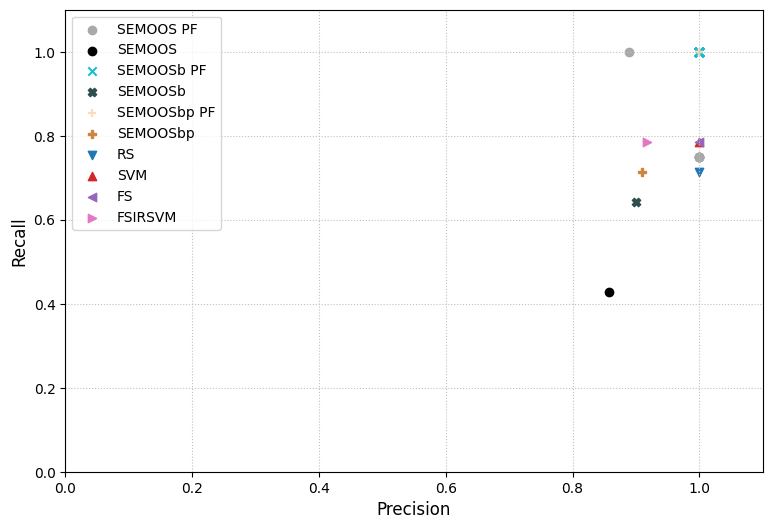 SEMOOS PF
SEMOOS
SEMOOSb PF
SEMOOSb
SEMOOSbp PF
SEMOOSbp
RS
SVM
FS
FSIRSVM
1.0
0.8
0.6
0.4
0.2
0.0
Recall
0.0 0.2 0.4 0.6 0.8 1.0
Precision